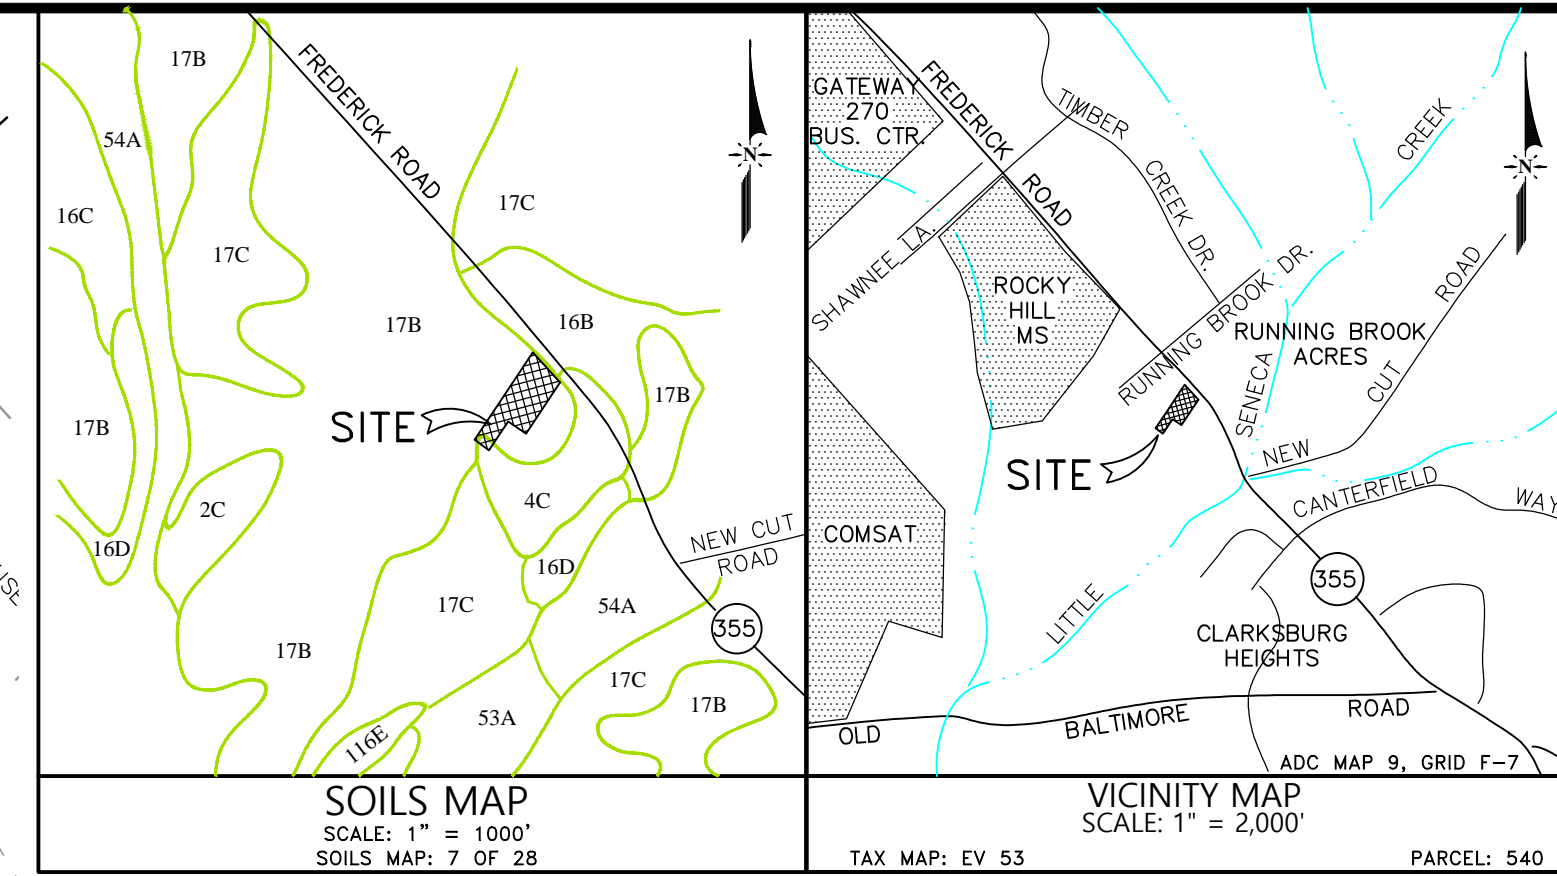 17B
54A
16C
17C
FREDERICK ROAD
17C
N
17B
16B
17B
SITE
17B
2C
4C
16D
16D
NEW CUT
ROAD
17C
54A
355
17B
17C
17B
53A
116E
SOILS MAP
SCALE: 1” = 1000’
SOILS MAP: 7 OF 28
GATEWAY
270
BUS. CTR.
FREDERICK
ROAD
TIMBER
CREEK DR.
CREEK
N
SHAWNEE LA.
ROCKY
HILL
MS
RUNNING BROOK DR.
RUNNING BROOK
ACRES
SENECA
NEW
CUT
ROAD
SITE
CANTERFIELD
WAY
COMSAT
355
LITTLE
CLARKSBURG
HEIGHTS
OLD
BALTIMORE
ROAD
ADC MAP 9, GRID F-7
VICINITY MAP
SCALE: 1" = 2,000'
TAX MAP: EV 53
PARCEL: 540